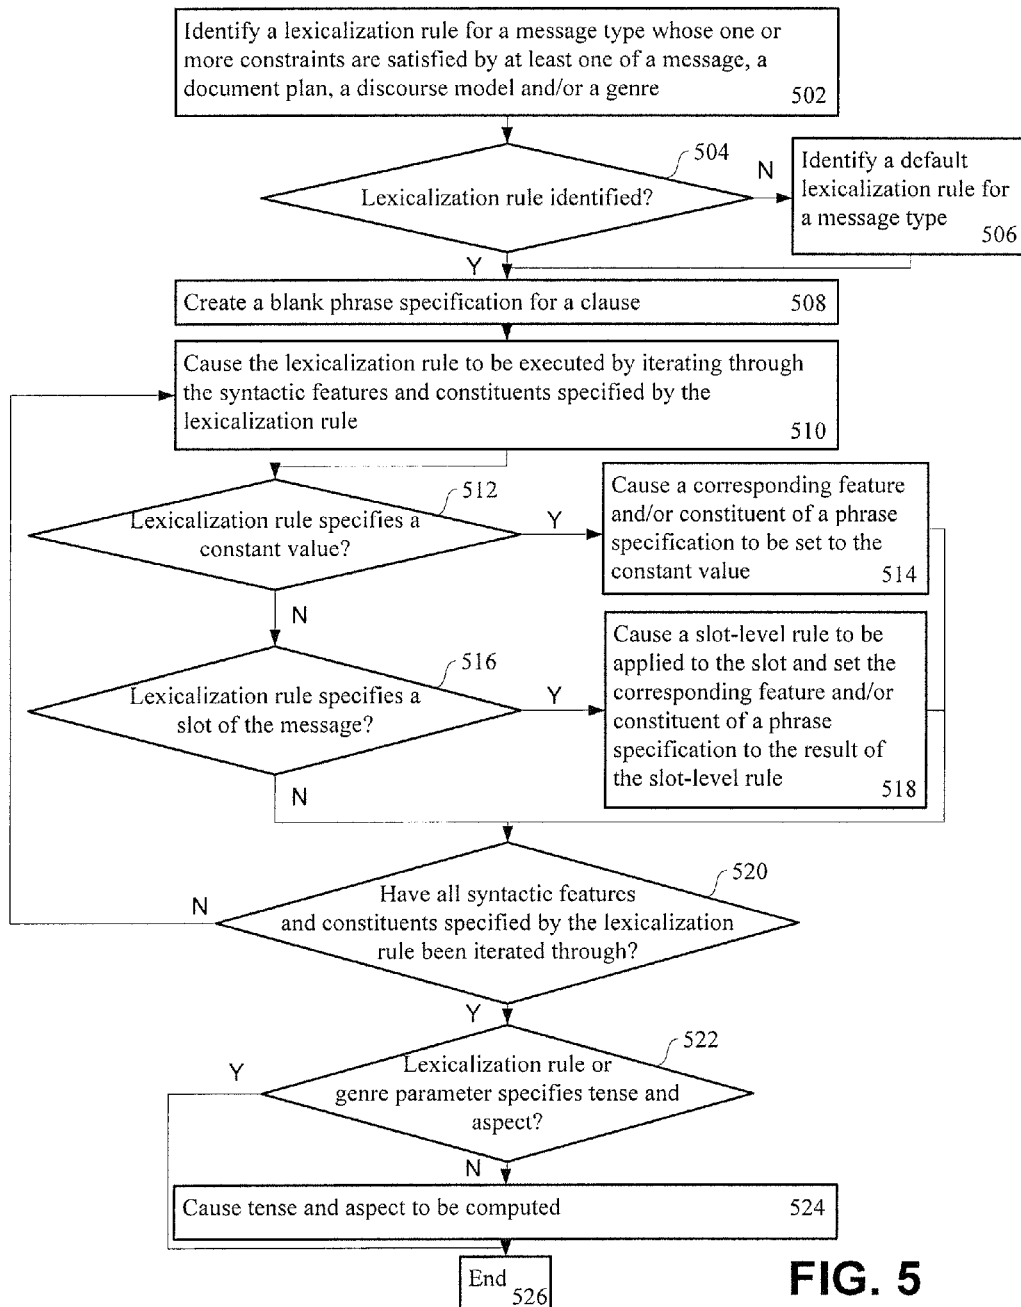 Identify a lexicalization rule for a message type whose one or
more constraints are satisfied by at least one of a message, a
document plan, a discourse model and/or a genre
502
504
Lexicalization rule identified?
N
Identify a default
lexicalization rule for
a message type
506
Y
Create a blank phrase specification for a clause
508
Cause the lexicalization rule to be executed by iterating through
the syntactic features and constituents specified by the
lexicalization rule
510
512
Lexicalization rule specifies a
constant value?
Y
Cause a corresponding feature
and/or constituent of a phrase
specification to be set to the
constant value
514
N
516
Lexicalization rule specifies a
slot of the message?
Y
Cause a slot-level rule to be
applied to the slot and set the
corresponding feature and/or
constituent of a phrase
specification to the result of
the slot-level rule
518
N
520
Have all syntactic features
and constituents specified by the lexicalization
rule been iterated through?
N
Y
522
Lexicalization rule or
genre parameter specifies tense and
aspect?
Y
N
Cause tense and aspect to be computed
524
End
526
FIG. 5